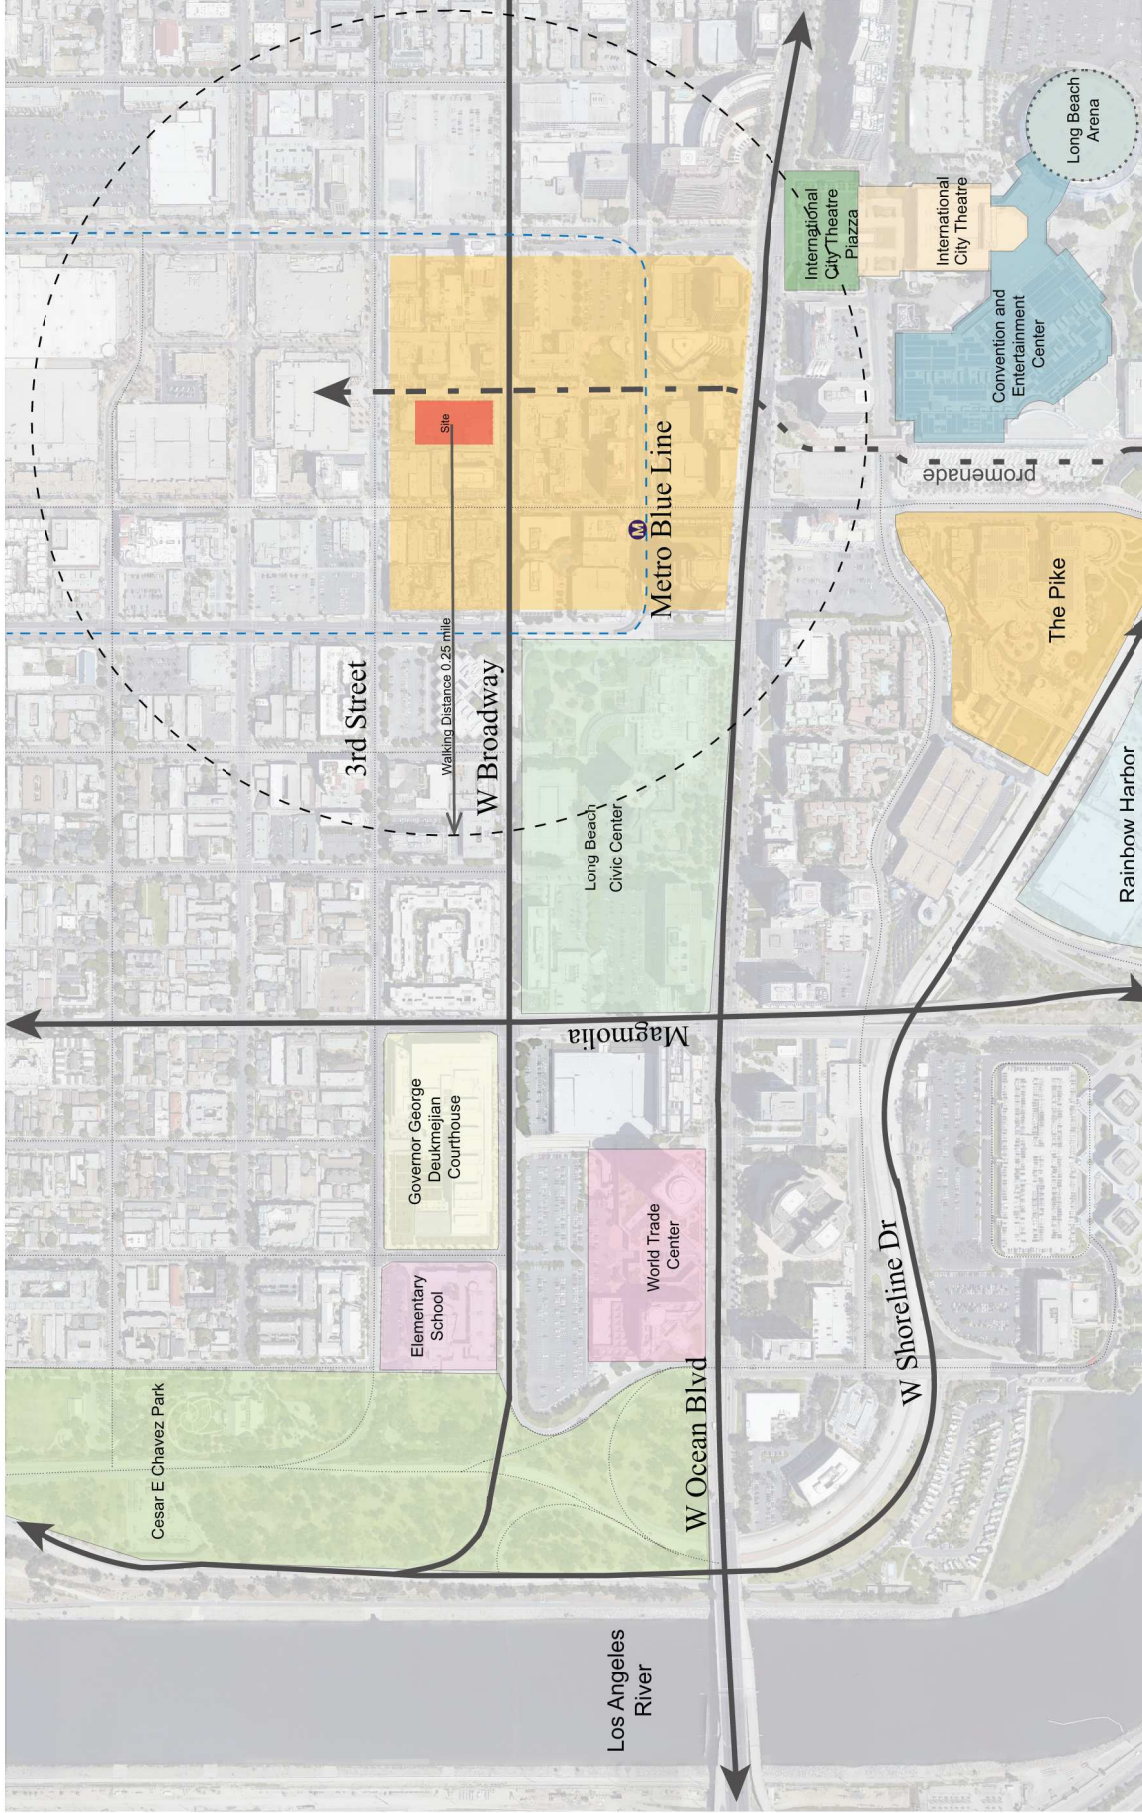 Cesar E Chavez Park
Elementary
School
Governor George
Deukmejian
Courthouse
3rd Street
Walking Distance 0.25 mile
Site
W Broadway
Los Angeles
River
World Trade
Center
Magmolia
Long Beach
Civic Center
M
Metro Blue Line
W Ocean Blvd
International
City Theatre
Piazza
W Shoreline Dr
promenade
International
City Theatre
Convention and
Entertainment
Center
Long Beach
Arena
The Pike
Rainbow Harbor